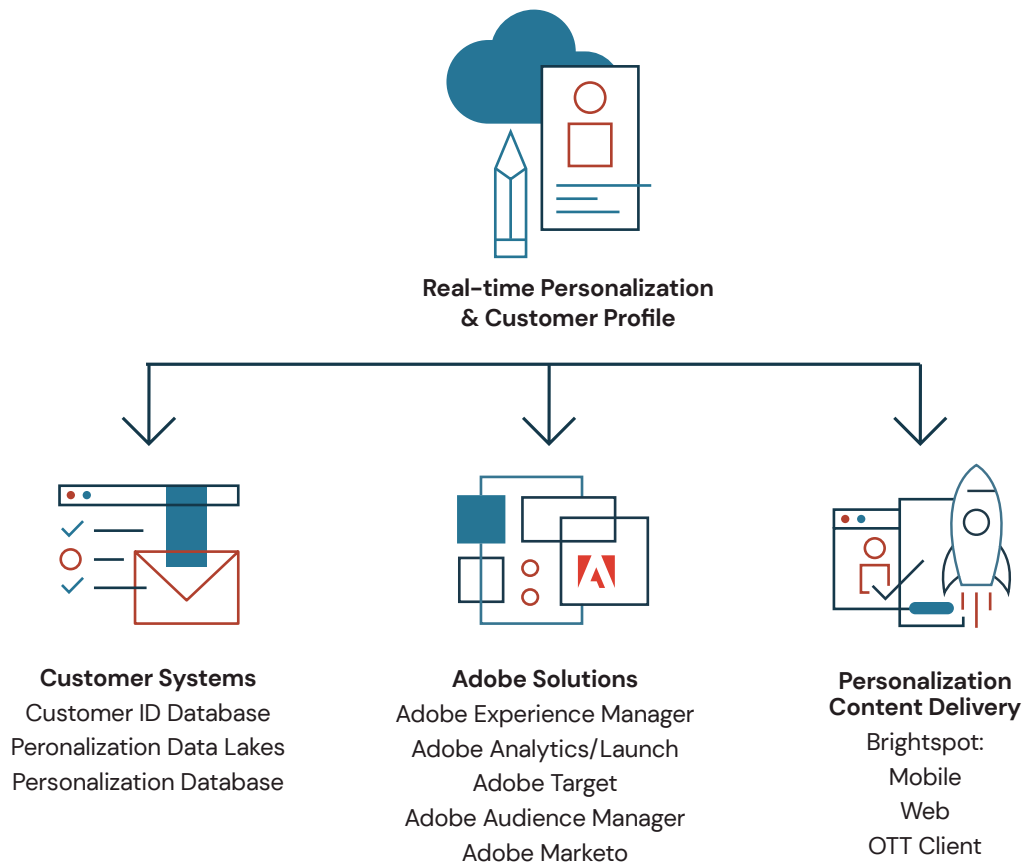 Real-time Personalization
& Customer Profile
Customer Systems
Customer ID Database
Peronalization Data Lakes
Personalization Database
Adobe Solutions
Adobe Experience Manager
Adobe Analytics/Launch
Adobe Target
Adobe Audience Manager
Adobe Marketo
Personalization
Content Delivery
Brightspot:
Mobile
Web
OTT Client